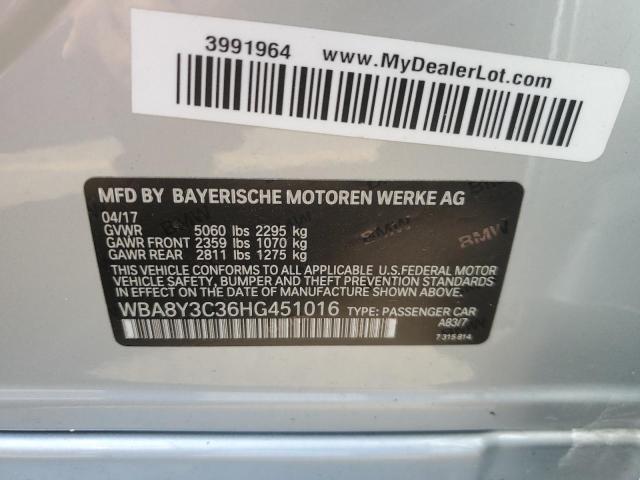 3991964 www.MyDealerLot.com
MFD BY BAYERISCHE MOTOREN WERKE AG
04/17
GVWR 5060 lbs 2295 kg
GAWR FRONT 2359 lbs 1070 kg
GAWR REAR 2811 lbs 1275 kg
THIS VEHICLE CONFORMS TO ALL APPLICABLE U.S.FEDERAL MOTOR
VEHICLE SAFETY, BUMPER AND THEFT PREVENTION STANDARDS
IN EFFECT ON THE DATE OF MANUFACTURE SHOWN ABOVE.
WBA8Y3C36HG451016 TYPE: PASSENGER CAR
A83/7
7 315 814
BMW
BMW